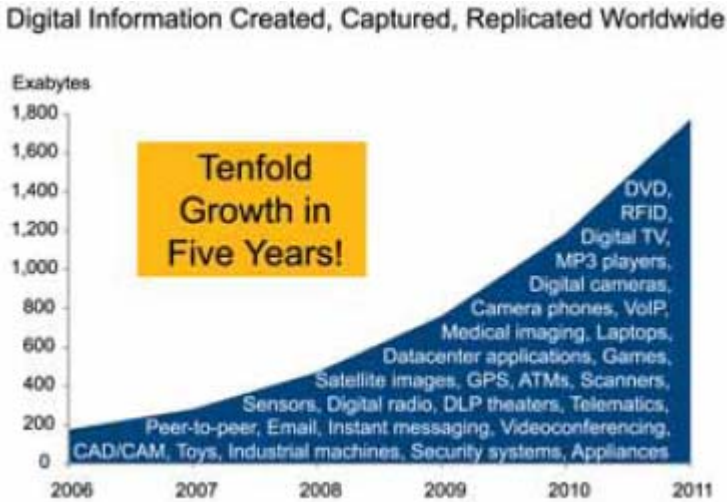 Digital Information Created, Captured, Replicated Worldwide
Exabytes
1,800
1,600
1,400
1,200
1,000
800
600
400
200
0
Tenfold
Growth in
Five Years!
DVD,
RFID,
Digital TV,
MP3 players,
Digital cameras,
Camera phones, VoIP,
Medical imaging, Laptops,
Datacenter applications, Games,
Satellite images, GPS, ATMs, Scanners,
Sensors, Digital radio, DLP theaters, Telematics,
Peer-to-peer, Email, Instant messaging, Videoconferencing,
CAD/CAM, Toys, Industrial machines, Security systems, Appliances
2006 2007 2008 2009 2010 2011